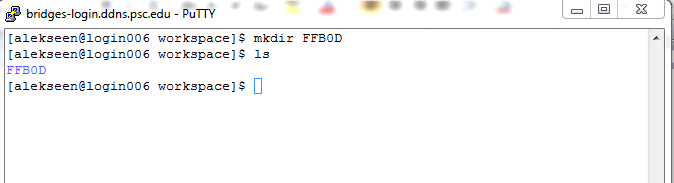 bridges-login.ddns.psc.edu - PuTTY
[alekseen@login006 workspace]$ mkdir FFB0D
[alekseen@login006 workspace]$ ls
FFB0D
[alekseen@login006 workspace]$